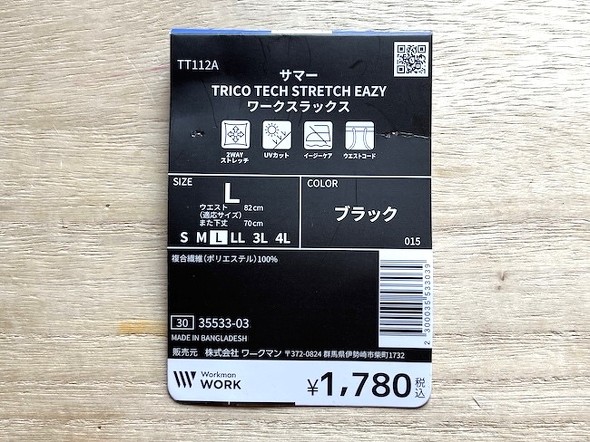 TT112A
サマー
TRICO TECH STRETCH EAZY
ワークスラックス
2WAY
ストレッチ
UVカット
イージーケア
ウエストコード
SIZE
L
ウエスト 82cm
(適応サイズ)
また下丈 70cm
S M L LL 3L 4L
COLOR
ブラック
015
複合繊維(ポリエステル)100%
30 35533-03
MADE IN BANGLADESH
2 300035 533039
販売元 株式会社 ワークマン 〒372-0824 群馬県伊勢崎市柴町1732
Workman
WORK
¥1,780 税込